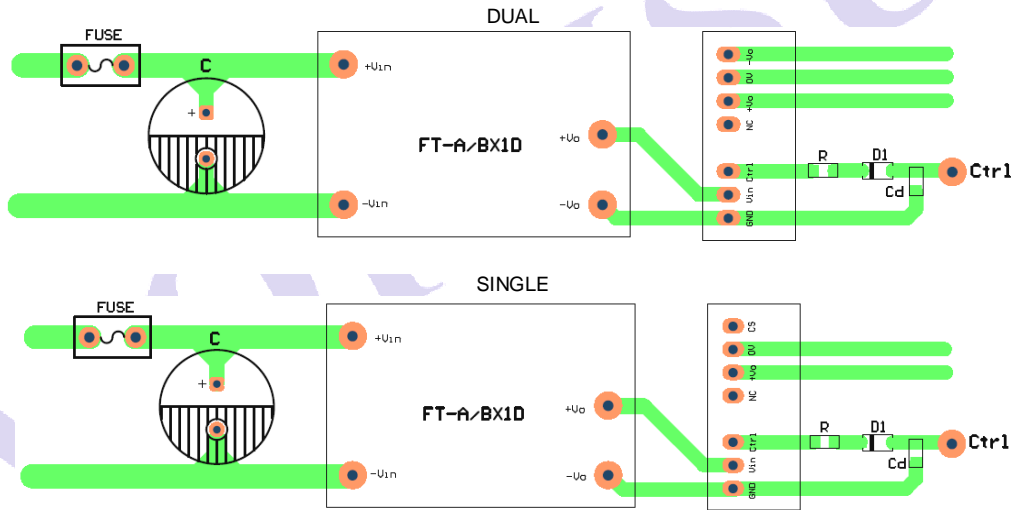 DUAL
FUSE
C
+
+Vin
-Vin
FT-A/BX1D
+Vo
-Vo
-Vo
0V
+Vo
NC
Ctrl
Vin
GND
R
D1
Cd
Ctrl
SINGLE
FUSE
C
+
+Vin
-Vin
FT-A/BX1D
+Vo
-Vo
CS
0V
+Vo
NC
Ctrl
Vin
GND
R
D1
Cd
Ctrl